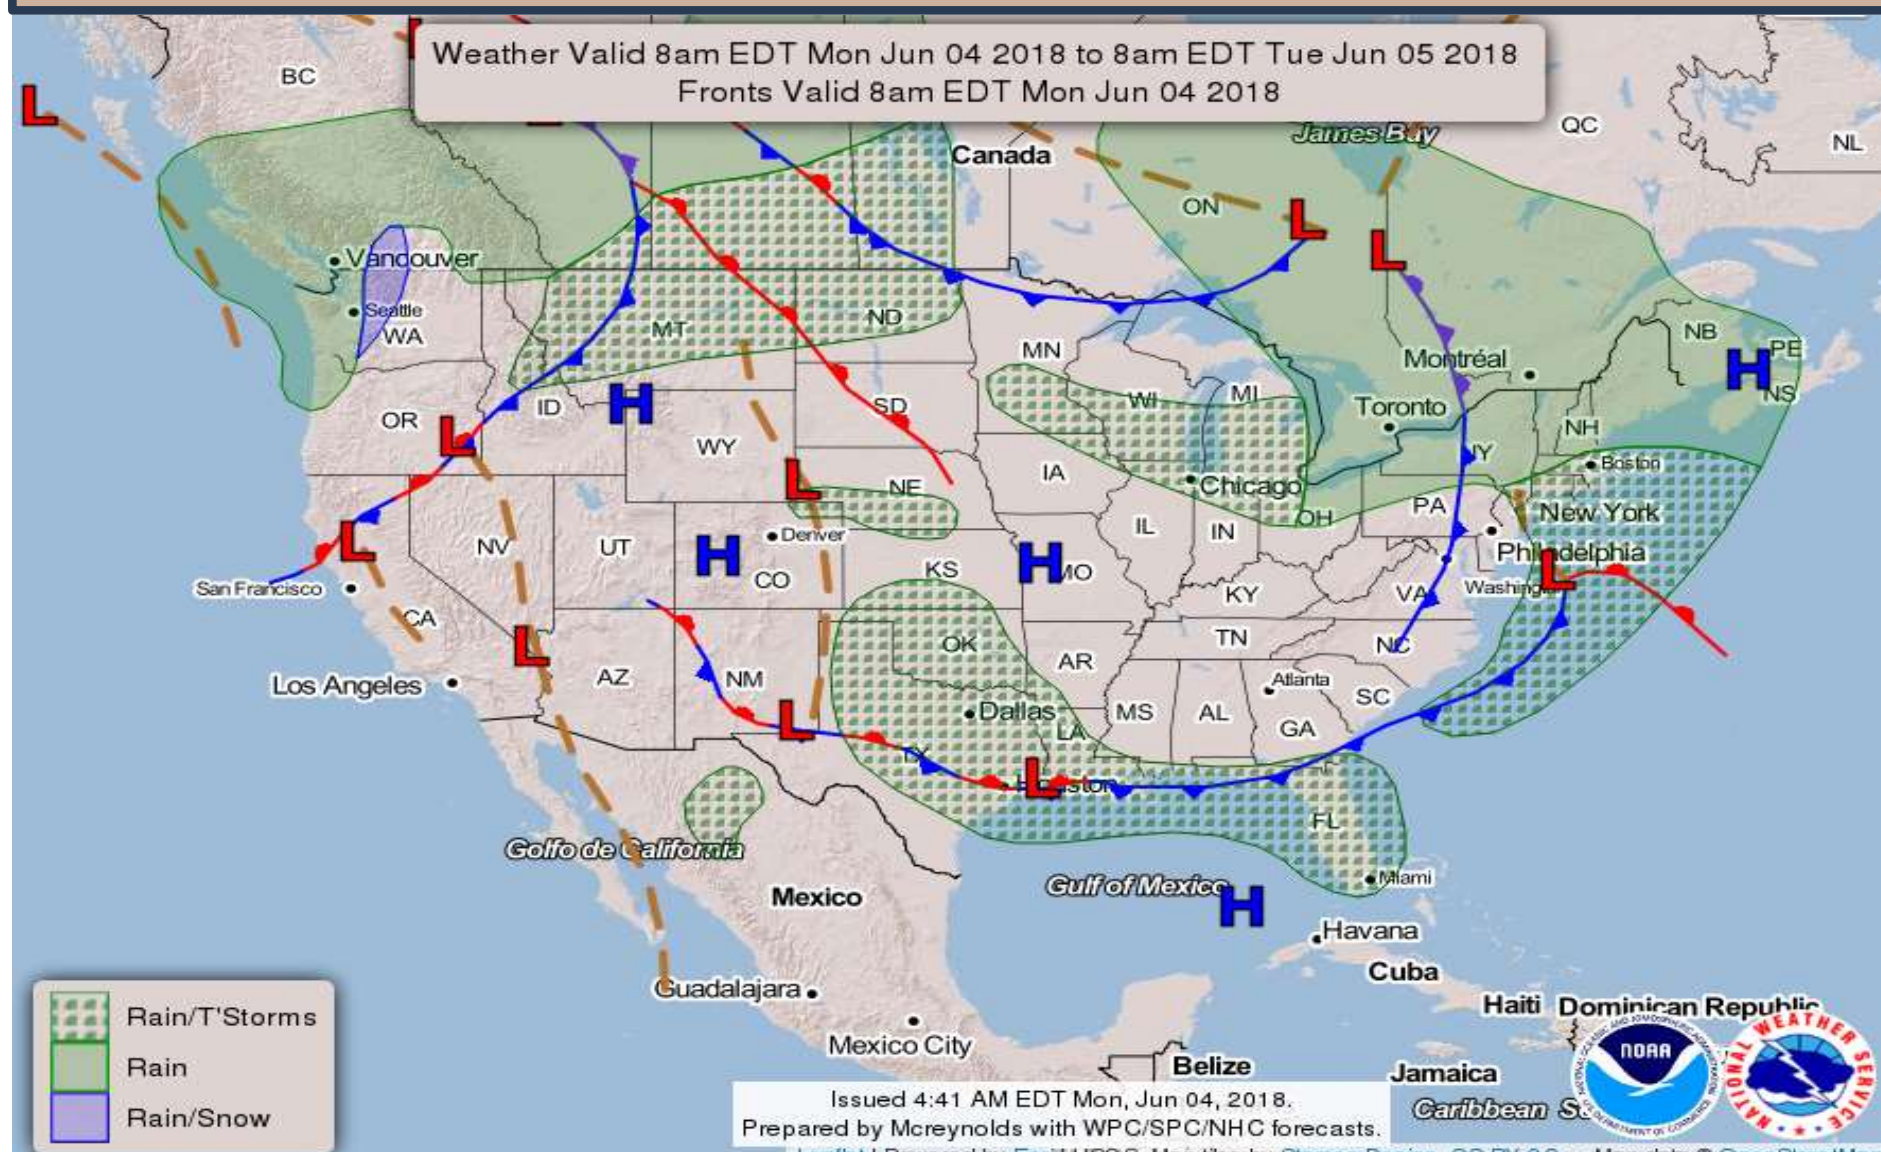 Weather Valid 8am EDT Mon Jun 04 2018 to 8am EDT Tue Jun 05 2018
Fronts Valid 8am EDT Mon Jun 04 2018
BC
L
James Bay
QC
NL
Canada
ON
L
L
Vancouver
Seattle
WA
MT
ND
MN
Montréal
NB
PE
H
NS
OR
L
ID
H
SD
WI
MI
Toronto
NH
WY
IA
NY
Boston
L
NE
Chicago
PA
New York
OH
IL
IN
L
NV
UT
H
Denver
CO
KS
H
MO
Philadelphia
L
San Francisco
KY
VA
CA
OK
TN
NC
L
AZ
NM
AR
Los Angeles
Atlanta
SC
L
Dallas
MS
AL
GA
LA
TX
L
FL
Golfo de California
Gulf of Mexico
Miami
H
Mexico
Havana
Cuba
Guadalajara
Haiti
Dominican Republic
Mexico City
Belize
Jamaica
Caribbean
Rain/T'Storms
Rain
Rain/Snow
Issued 4:41 AM EDT Mon, Jun 04, 2018.
Prepared by Mcreynolds with WPC/SPC/NHC forecasts.
NOAA
NATIONAL WEATHER SERVICE